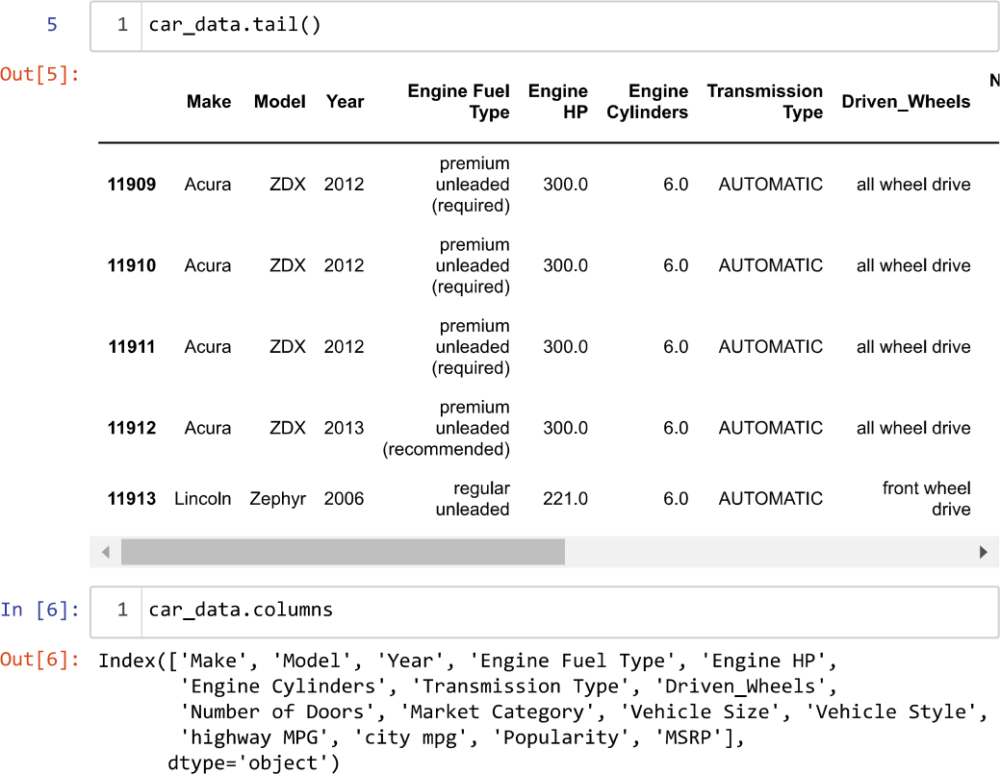 5 1 car_data.tail()
Out[5]:
Make Model Year Engine Fuel Type Engine HP Engine Cylinders Transmission Type Driven_Wheels N
11909 Acura ZDX 2012 premium unleaded (required) 300.0 6.0 AUTOMATIC all wheel drive
11910 Acura ZDX 2012 premium unleaded (required) 300.0 6.0 AUTOMATIC all wheel drive
11911 Acura ZDX 2012 premium unleaded (required) 300.0 6.0 AUTOMATIC all wheel drive
11912 Acura ZDX 2013 premium unleaded (recommended) 300.0 6.0 AUTOMATIC all wheel drive
11913 Lincoln Zephyr 2006 regular unleaded 221.0 6.0 AUTOMATIC front wheel drive
In [6]: 1 car_data.columns
Out[6]: Index(['Make', 'Model', 'Year', 'Engine Fuel Type', 'Engine HP',
'Engine Cylinders', 'Transmission Type', 'Driven_Wheels',
'Number of Doors', 'Market Category', 'Vehicle Size', 'Vehicle Style',
'highway MPG', 'city mpg', 'Popularity', 'MSRP'],
dtype='object')